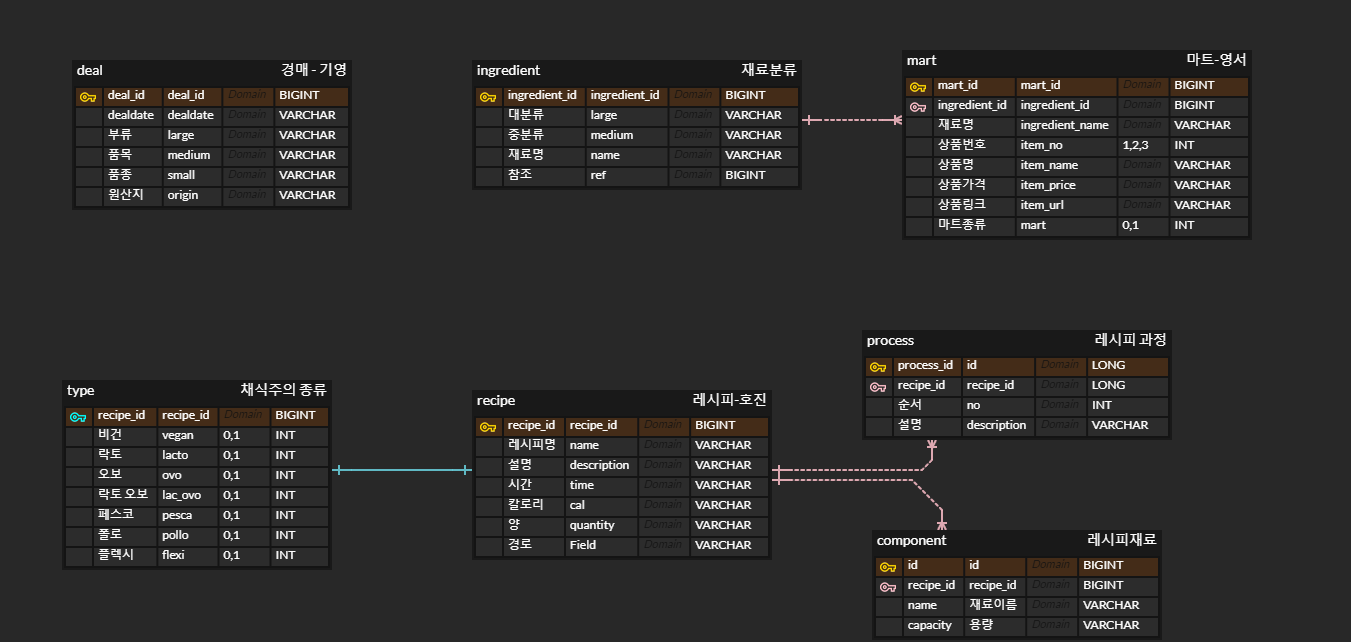 deal 경매 - 기영
deal_id deal_id Domain BIGINT
dealdate dealdate Domain VARCHAR
부류 large Domain VARCHAR
품목 medium Domain VARCHAR
품종 small Domain VARCHAR
원산지 origin Domain VARCHAR
ingredient 재료분류
ingredient_id ingredient_id Domain BIGINT
대분류 large Domain VARCHAR
중분류 medium Domain VARCHAR
재료명 name Domain VARCHAR
참조 ref Domain BIGINT
mart 마트-영서
mart_id mart_id Domain BIGINT
ingredient_id ingredient_id Domain BIGINT
재료명 ingredient_name Domain VARCHAR
상품번호 item_no 1,2,3 INT
상품명 item_name Domain VARCHAR
상품가격 item_price Domain VARCHAR
상품링크 item_url Domain VARCHAR
마트종류 mart 0,1 INT
type 채식주의 종류
recipe_id recipe_id Domain BIGINT
비건 vegan 0,1 INT
락토 lacto 0,1 INT
오보 ovo 0,1 INT
락토 오보 lac_ovo 0,1 INT
페스코 pesca 0,1 INT
폴로 pollo 0,1 INT
플렉시 flexi 0,1 INT
recipe 레시피-호진
recipe_id recipe_id Domain BIGINT
레시피명 name Domain VARCHAR
설명 description Domain VARCHAR
시간 time Domain VARCHAR
칼로리 cal Domain VARCHAR
양 quantity Domain VARCHAR
경로 Field Domain VARCHAR
process 레시피 과정
process_id id Domain LONG
recipe_id recipe_id Domain LONG
순서 no Domain INT
설명 description Domain VARCHAR
component 레시피재료
id id Domain BIGINT
recipe_id recipe_id Domain BIGINT
name 재료이름 Domain VARCHAR
capacity 용량 Domain VARCHAR